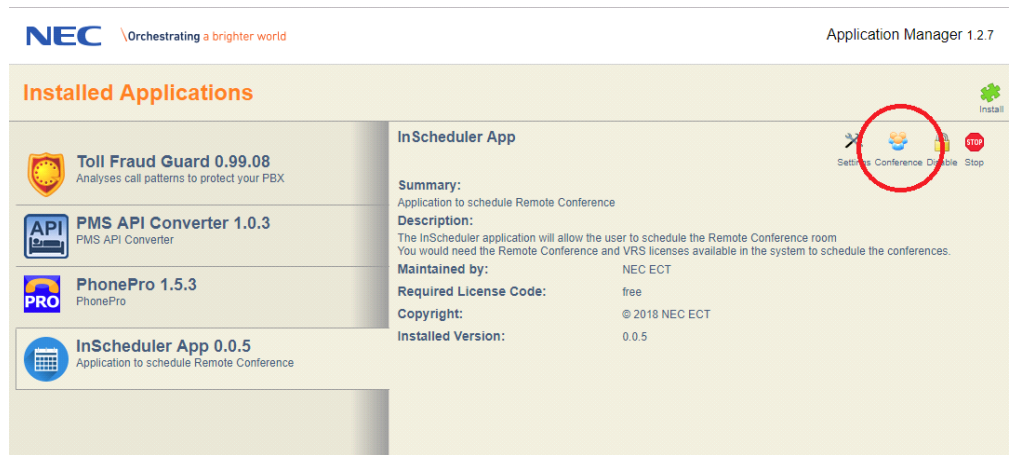 NEC \Orchestrating a brighter world
Application Manager 1.2.7
Installed Applications
Install
Toll Fraud Guard 0.99.08
Analyses call patterns to protect your PBX
API
PMS API Converter 1.0.3
PMS API Converter
PRO
PhonePro 1.5.3
PhonePro
InScheduler App 0.0.5
Application to schedule Remote Conference
InScheduler App
STOP
Settings Conference Disable Stop
Summary:
Application to schedule Remote Conference
Description:
The InScheduler application will allow the user to schedule the Remote Conference room
You would need the Remote Conference and VRS licenses available in the system to schedule the conferences.
Maintained by: NEC ECT
Required License Code: free
Copyright: © 2018 NEC ECT
Installed Version: 0.0.5